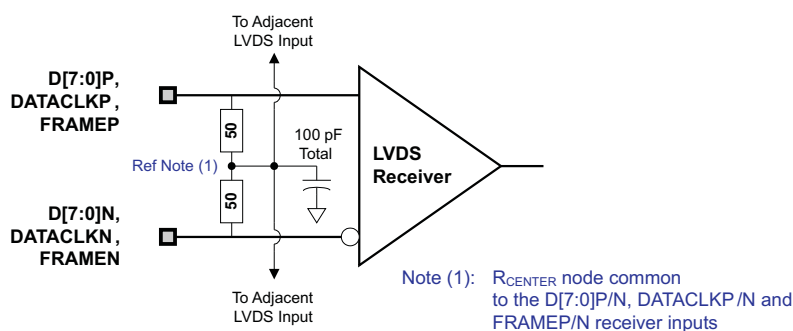 To Adjacent
LVDS Input
D[7:0]P,
DATACLKP,
FRAMEP
50
100 pF
Total
LVDS
Receiver
Ref Note (1)
50
D[7:0]N,
DATACLKN,
FRAMEN
To Adjacent
LVDS Input
Note (1): RCENTER node common
to the D[7:0]P/N, DATACLKP/N and
FRAMEP/N receiver inputs